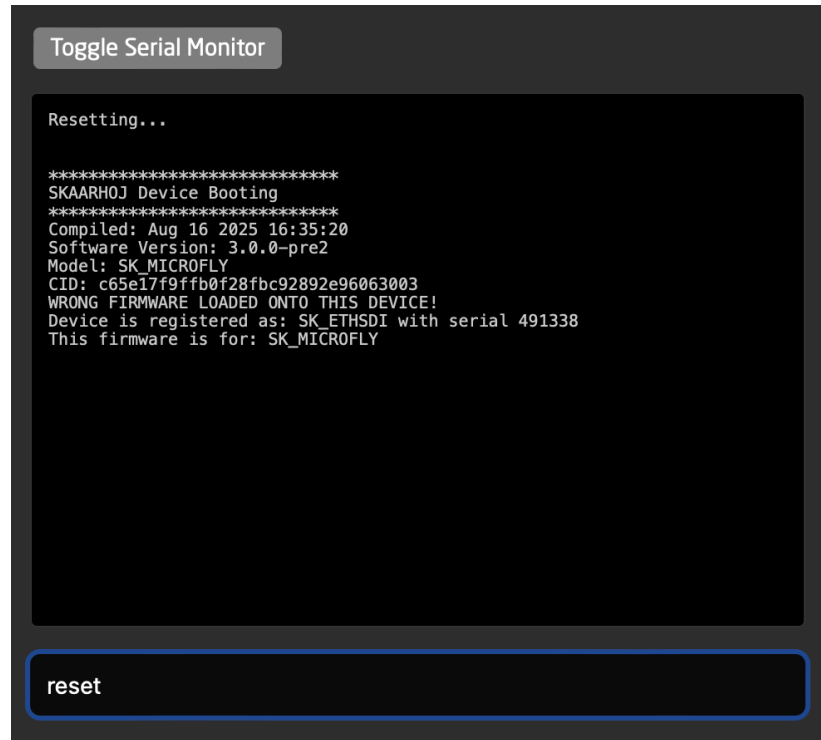 Toggle Serial Monitor
Resetting...
*****************************
SKAARHOJ Device Booting
*****************************
Compiled: Aug 16 2025 16:35:20
Software Version: 3.0.0-pre2
Model: SK_MICROFLY
CID: c65e17f9ffb0f28fbc92892e96063003
WRONG FIRMWARE LOADED ONTO THIS DEVICE!
Device is registered as: SK_ETHSDI with serial 491338
This firmware is for: SK_MICROFLY
reset